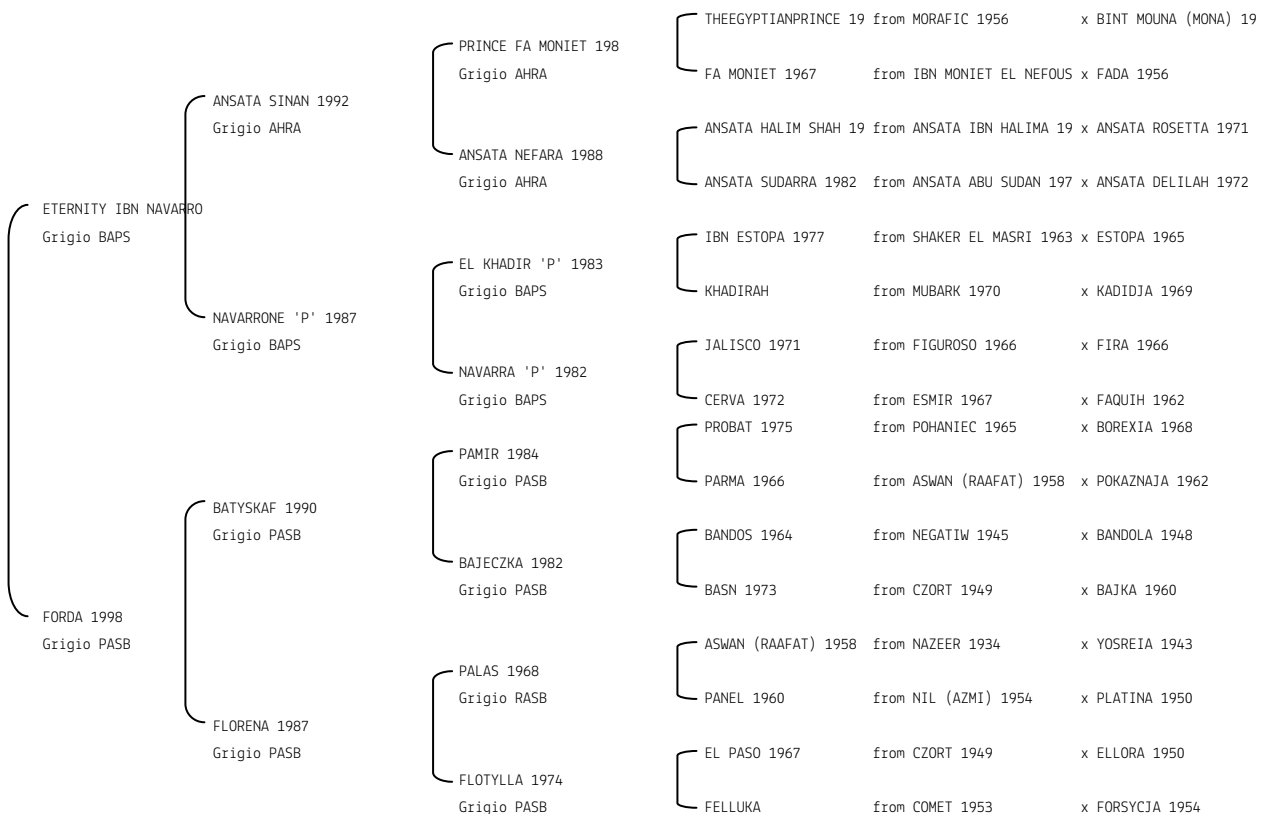 THEEGYPTIANPRINCE 19 from MORAFIC 1956 x BINT MOUNA (MONA) 19
PRINCE FA MONIET 198
Grigio AHRA
FA MONIET 1967 from IBN MONIET EL NEFOUS x FADA 1956
ANSATA SINAN 1992
Grigio AHRA
ANSATA HALIM SHAH 19 from ANSATA IBN HALIMA 19 x ANSATA ROSETTA 1971
ANSATA NEFARA 1988
Grigio AHRA
ANSATA SUDARRA 1982 from ANSATA ABU SUDAN 197 x ANSATA DELILAH 1972
ETERNITY IBN NAVARRO
Grigio BAPS
IBN ESTOPA 1977 from SHAKER EL MASRI 1963 x ESTOPA 1965
EL KHADIR 'P' 1983
Grigio BAPS
KHADIRAH from MUBARK 1970 x KADIDJA 1969
NAVARRONE 'P' 1987
Grigio BAPS
JALISCO 1971 from FIGUROSO 1966 x FIRA 1966
NAVARRA 'P' 1982
Grigio BAPS
CERVA 1972 from ESMIR 1967 x FAQUIH 1962
PROBAT 1975 from POHANIEC 1965 x BOREXIA 1968
PAMIR 1984
Grigio PASB
PARMA 1966 from ASWAN (RAAFAT) 1958 x POKAZNAJA 1962
BATYSKAF 1990
Grigio PASB
BANDOS 1964 from NEGATIW 1945 x BANDOLA 1948
BAJECZKA 1982
Grigio PASB
BASN 1973 from CZORT 1949 x BAJKA 1960
FORDA 1998
Grigio PASB
ASWAN (RAAFAT) 1958 from NAZEER 1934 x YOSREIA 1943
PALAS 1968
Grigio RASB
PANEL 1960 from NIL (AZMI) 1954 x PLATINA 1950
FLORENA 1987
Grigio PASB
EL PASO 1967 from CZORT 1949 x ELLORA 1950
FLOTYLLA 1974
Grigio PASB
FELLUKA from COMET 1953 x FORSYCJA 1954